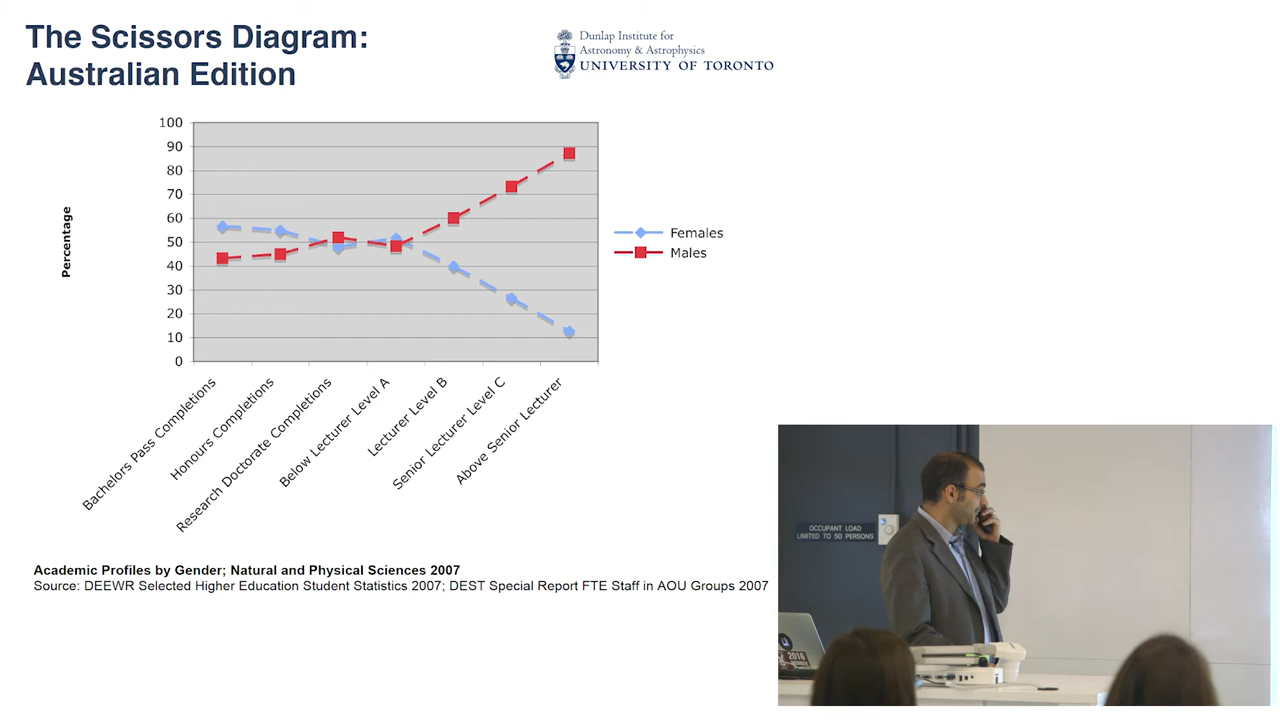 The Scissors Diagram:
Australian Edition
Dunlap Institute for
Astronomy & Astrophysics
UNIVERSITY OF TORONTO
100
90
80
70
60
50
40
30
20
10
0
Percentage
Females
Males
Bachelors Pass Completions
Honours Completions
Research Doctorate Completions
Below Lecturer Level A
Lecturer Level B
Senior Lecturer Level C
Above Senior Lecturer
Academic Profiles by Gender; Natural and Physical Sciences 2007
Source: DEEWR Selected Higher Education Student Statistics 2007; DEST Special Report FTE Staff in AOU Groups 2007
OCCUPANT LOAD
LIMITED TO 50 PERSONS
2016